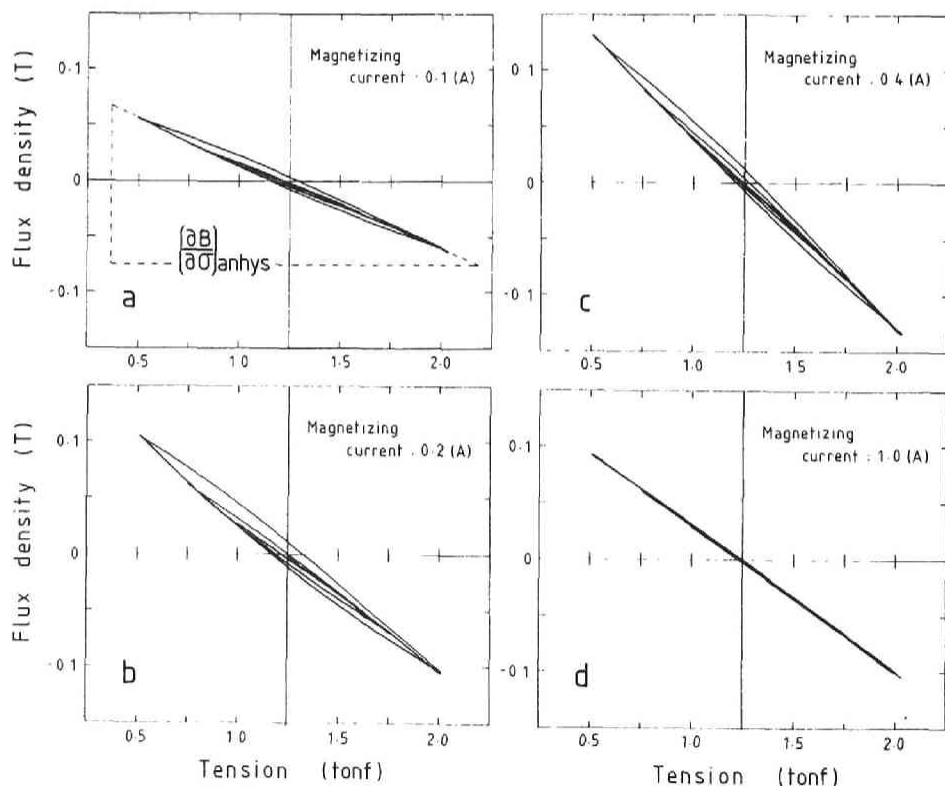 Flux density (T)
0·1
0
-0·1
Magnetizing
current : 0·1 (A)
(∂B/∂σ)anhys
a
0.5
1.0
1.5
2.0
Magnetizing
current : 0·4 (A)
0·1
0
-0·1
c
0.5
1.0
1.5
2.0
Flux density (T)
0·1
0
-0·1
Magnetizing
current : 0·2 (A)
b
0.5
1.0
1.5
2.0
Tension (tonf)
Magnetizing
current : 1·0 (A)
0·1
0
-0·1
d
0.5
1.0
1.5
2.0
Tension (tonf)